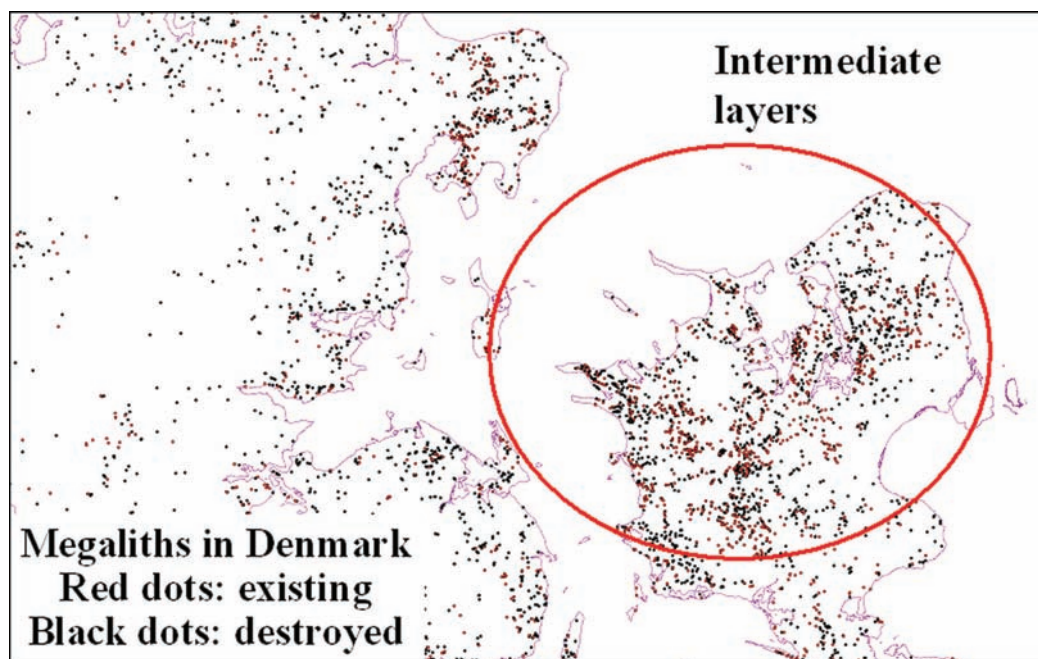 Intermediate
layers
Megaliths in Denmark
Red dots: existing
Black dots: destroyed